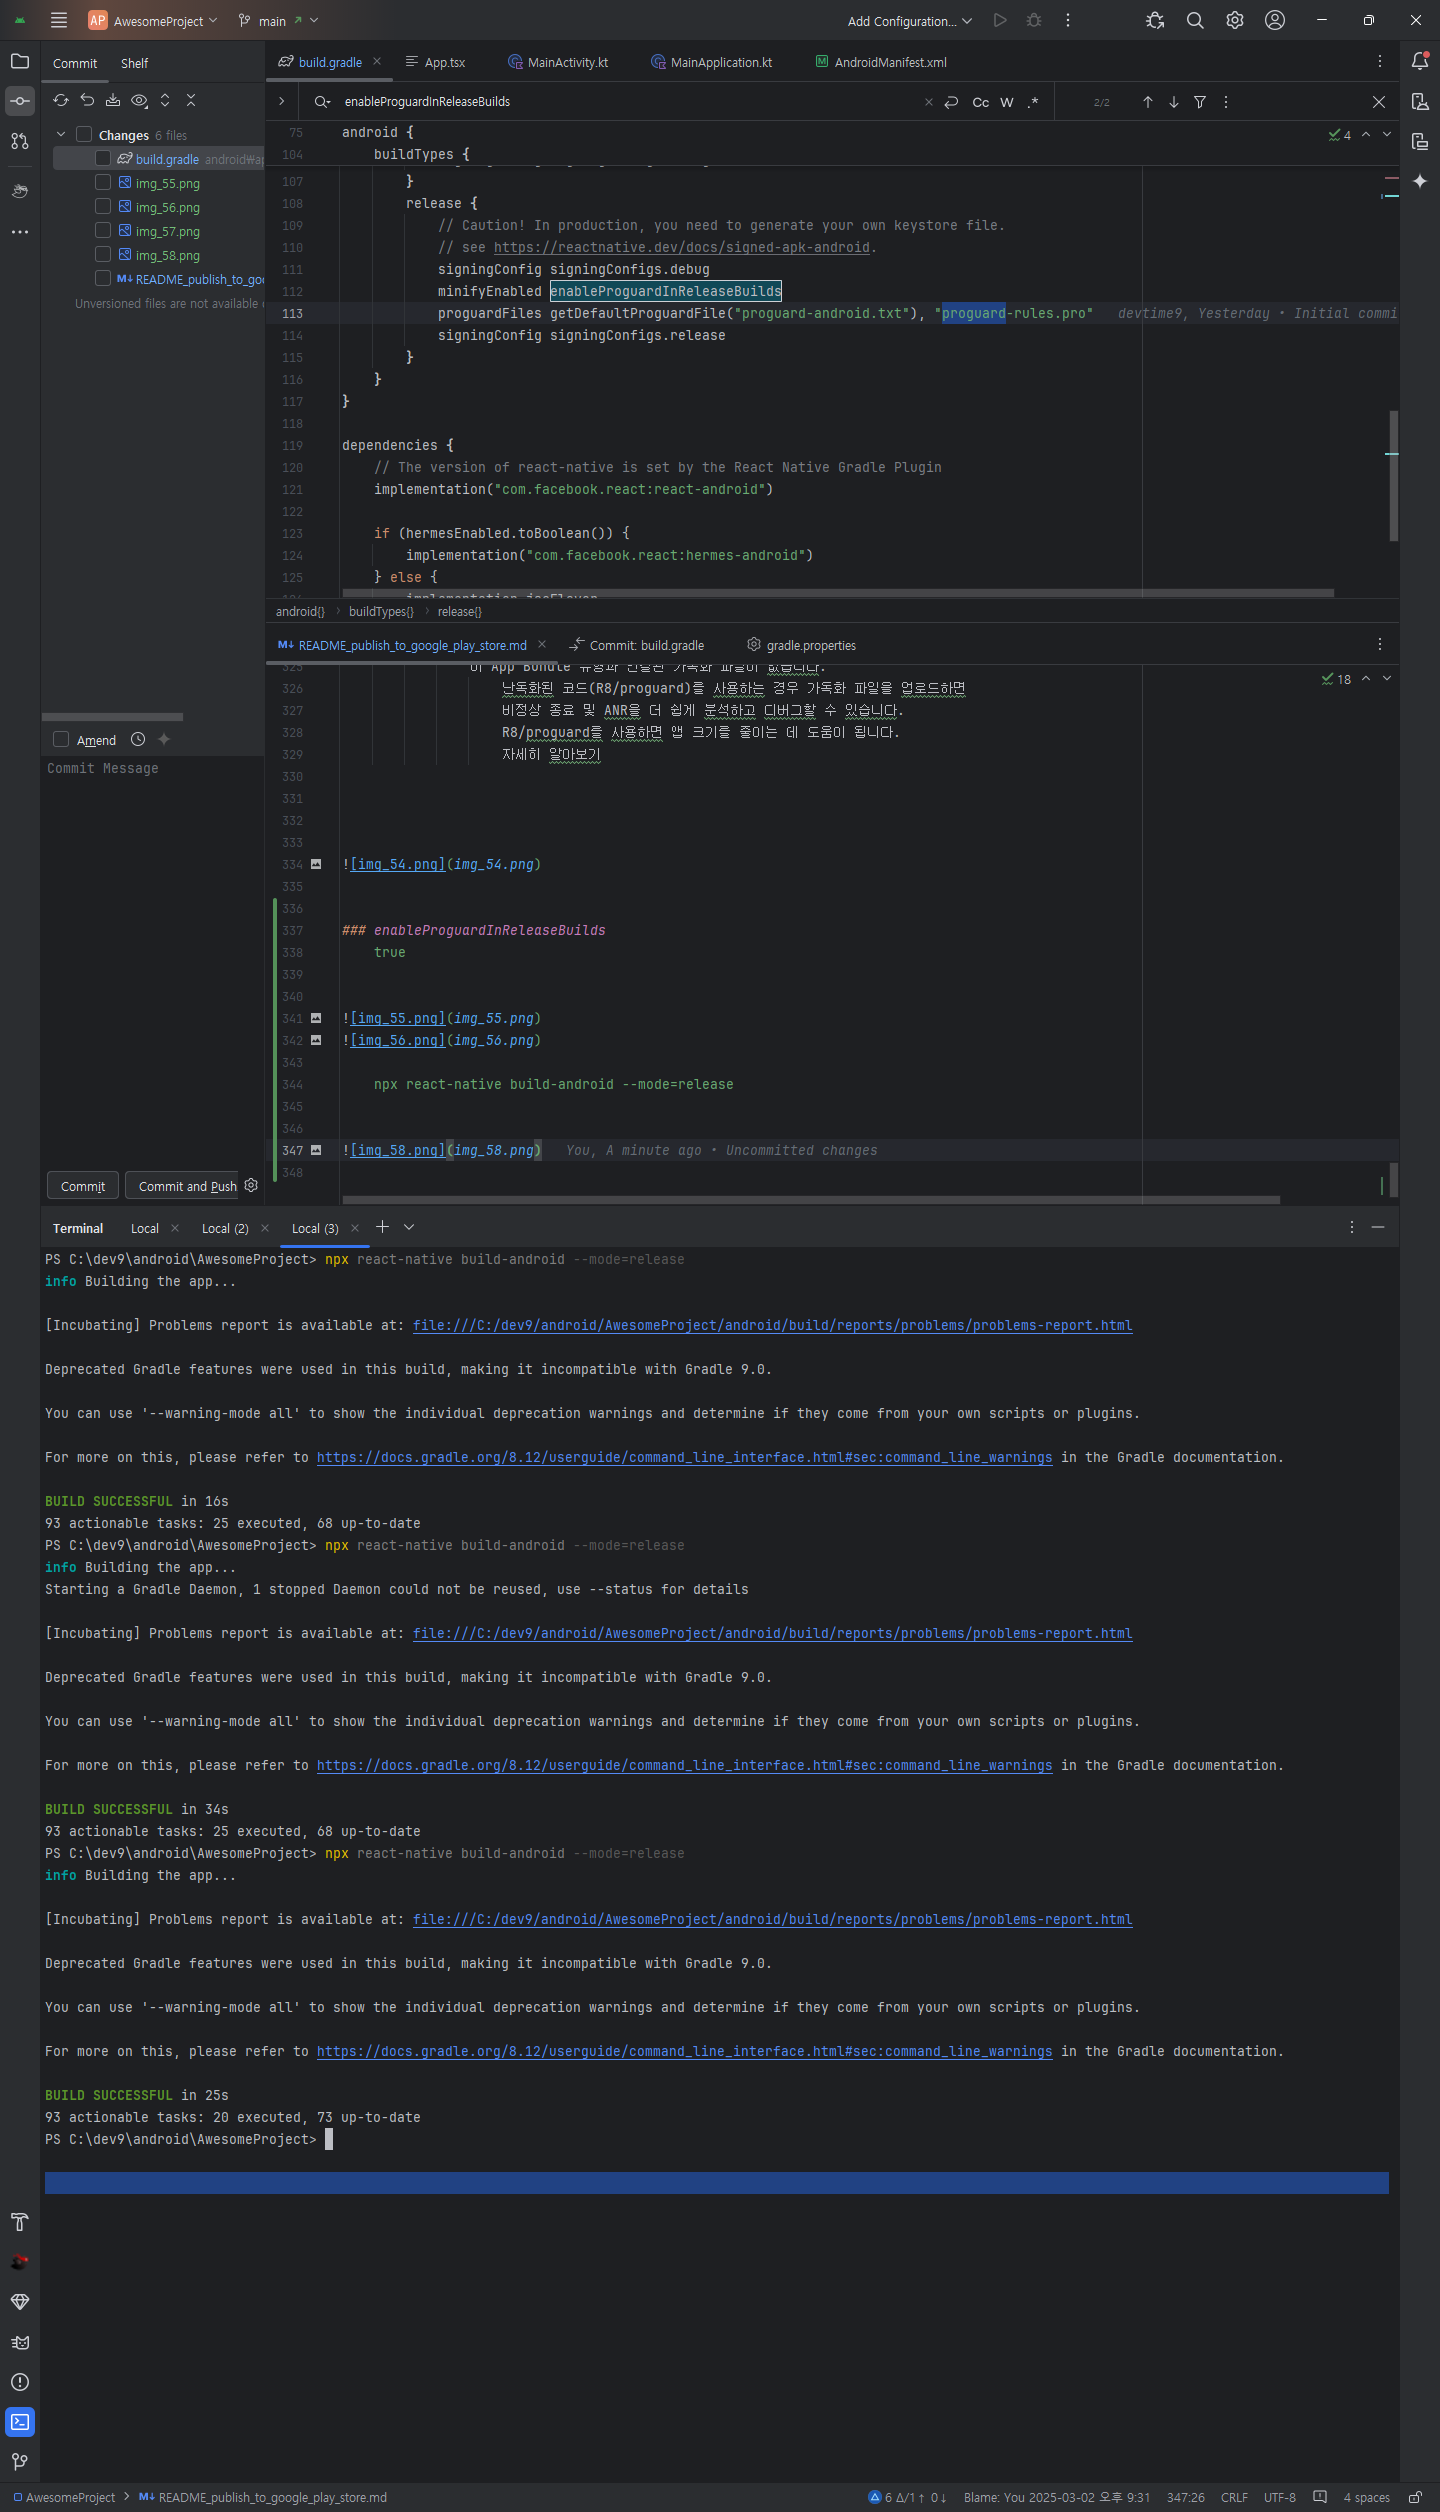 AP AwesomeProject main Add Configuration...
Commit Shelf
build.gradle App.tsx MainActivity.kt MainApplication.kt AndroidManifest.xml
enableProguardInReleaseBuilds Cc W .* 2/2
Changes 6 files
build.gradle android₩ap
img_55.png
img_56.png
img_57.png
img_58.png
README_publish_to_goo
Unversioned files are not available
75 android {
104 buildTypes {
4
107 }
108 release {
109 // Caution! In production, you need to generate your own keystore file.
110 // see https://reactnative.dev/docs/signed-apk-android.
111 signingConfig signingConfigs.debug
112 minifyEnabled enableProguardInReleaseBuilds
113 proguardFiles getDefaultProguardFile("proguard-android.txt"), "proguard-rules.pro" devtime9, Yesterday • Initial commi
114 signingConfig signingConfigs.release
115 }
116 }
117 }
118
119 dependencies {
120 // The version of react-native is set by the React Native Gradle Plugin
121 implementation("com.facebook.react:react-android")
122
123 if (hermesEnabled.toBoolean()) {
124 implementation("com.facebook.react:hermes-android")
125 } else {
android{} › buildTypes{} › release{}
README_publish_to_google_play_store.md Commit: build.gradle gradle.properties
325 이 App Bundle 유형과 연결된 가독화 파일이 없습니다.
18
326 난독화된 코드(R8/proguard)를 사용하는 경우 가독화 파일을 업로드하면
327 비정상 종료 및 ANR을 더 쉽게 분석하고 디버그할 수 있습니다.
328 R8/proguard를 사용하면 앱 크기를 줄이는 데 도움이 됩니다.
329 자세히 알아보기
330
331
332
333
334 ![img_54.png](img_54.png)
335
336
337 ### enableProguardInReleaseBuilds
338 true
339
340
341 ![img_55.png](img_55.png)
342 ![img_56.png](img_56.png)
343
344 npx react-native build-android --mode=release
345
346
347 ![img_58.png](img_58.png) You, A minute ago • Uncommitted changes
348
Amend
Commit Message
Commit Commit and Push
Terminal Local Local (2) Local (3)
PS C:\dev9\android\AwesomeProject> npx react-native build-android --mode=release
info Building the app...
[Incubating] Problems report is available at: file:///C:/dev9/android/AwesomeProject/android/build/reports/problems/problems-report.html
Deprecated Gradle features were used in this build, making it incompatible with Gradle 9.0.
You can use '--warning-mode all' to show the individual deprecation warnings and determine if they come from your own scripts or plugins.
For more on this, please refer to https://docs.gradle.org/8.12/userguide/command_line_interface.html#sec:command_line_warnings in the Gradle documentation.
BUILD SUCCESSFUL in 16s
93 actionable tasks: 25 executed, 68 up-to-date
PS C:\dev9\android\AwesomeProject> npx react-native build-android --mode=release
info Building the app...
Starting a Gradle Daemon, 1 stopped Daemon could not be reused, use --status for details
[Incubating] Problems report is available at: file:///C:/dev9/android/AwesomeProject/android/build/reports/problems/problems-report.html
Deprecated Gradle features were used in this build, making it incompatible with Gradle 9.0.
You can use '--warning-mode all' to show the individual deprecation warnings and determine if they come from your own scripts or plugins.
For more on this, please refer to https://docs.gradle.org/8.12/userguide/command_line_interface.html#sec:command_line_warnings in the Gradle documentation.
BUILD SUCCESSFUL in 34s
93 actionable tasks: 25 executed, 68 up-to-date
PS C:\dev9\android\AwesomeProject> npx react-native build-android --mode=release
info Building the app...
[Incubating] Problems report is available at: file:///C:/dev9/android/AwesomeProject/android/build/reports/problems/problems-report.html
Deprecated Gradle features were used in this build, making it incompatible with Gradle 9.0.
You can use '--warning-mode all' to show the individual deprecation warnings and determine if they come from your own scripts or plugins.
For more on this, please refer to https://docs.gradle.org/8.12/userguide/command_line_interface.html#sec:command_line_warnings in the Gradle documentation.
BUILD SUCCESSFUL in 25s
93 actionable tasks: 20 executed, 73 up-to-date
PS C:\dev9\android\AwesomeProject>
AwesomeProject › README_publish_to_google_play_store.md 6 Δ/1↑ 0↓ Blame: You 2025-03-02 오후 9:31 347:26 CRLF UTF-8 4 spaces